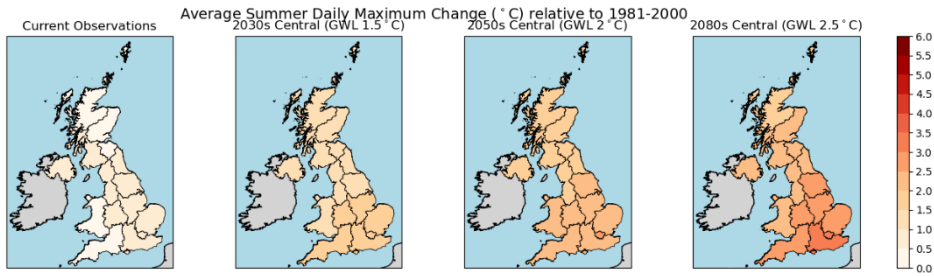 Average Summer Daily Maximum Change (°C) relative to 1981-2000
Current Observations
2030s Central (GWL 1.5°C)
2050s Central (GWL 2°C)
2080s Central (GWL 2.5°C)
6.0
5.5
5.0
4.5
4.0
3.5
3.0
2.5
2.0
1.5
1.0
0.5
0.0